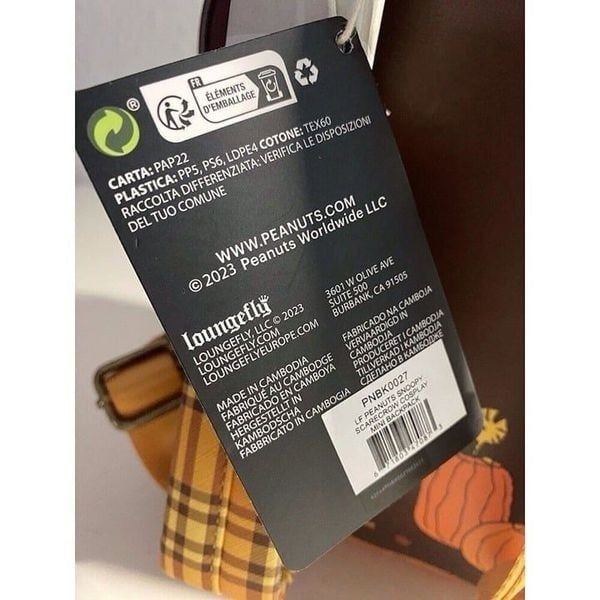 ®
FR
ÉLÉMENTS
D'EMBALLAGE
CARTA: PAP22
PLASTICA: PP5, PS6, LDPE4 COTONE: TEX60
RACCOLTA DIFFERENZIATA: VERIFICA LE DISPOSIZIONI
DEL TUO COMUNE
WWW.PEANUTS.COM
©2023 Peanuts Worldwide LLC
loungefly
LOUNGEFLY, LLC © 2023
LOUNGEFLY.COM
LOUNGEFLYEUROPE.COM
3601 W OLIVE AVE
SUITE 500
BURBANK, CA 91505
MADE IN CAMBODIA
FABRIQUE AU CAMBODGE
FABRICADO EN CAMBOYA
HERGESTELLT IN
KAMBODSCHA
FABBRICATO IN CAMBOGIA
FABRICADO NA CAMBOJA
VERVAARDIGD IN
CAMBODJA
PRODUCERET I CAMBODJA
TILLVERKAD I KAMBODJA
СДЕЛАНО В КАМБОДЖЕ
PNBK0027
LF PEANUTS SNOOPY
SCARECROW COSPLAY
MINI BACKPACK